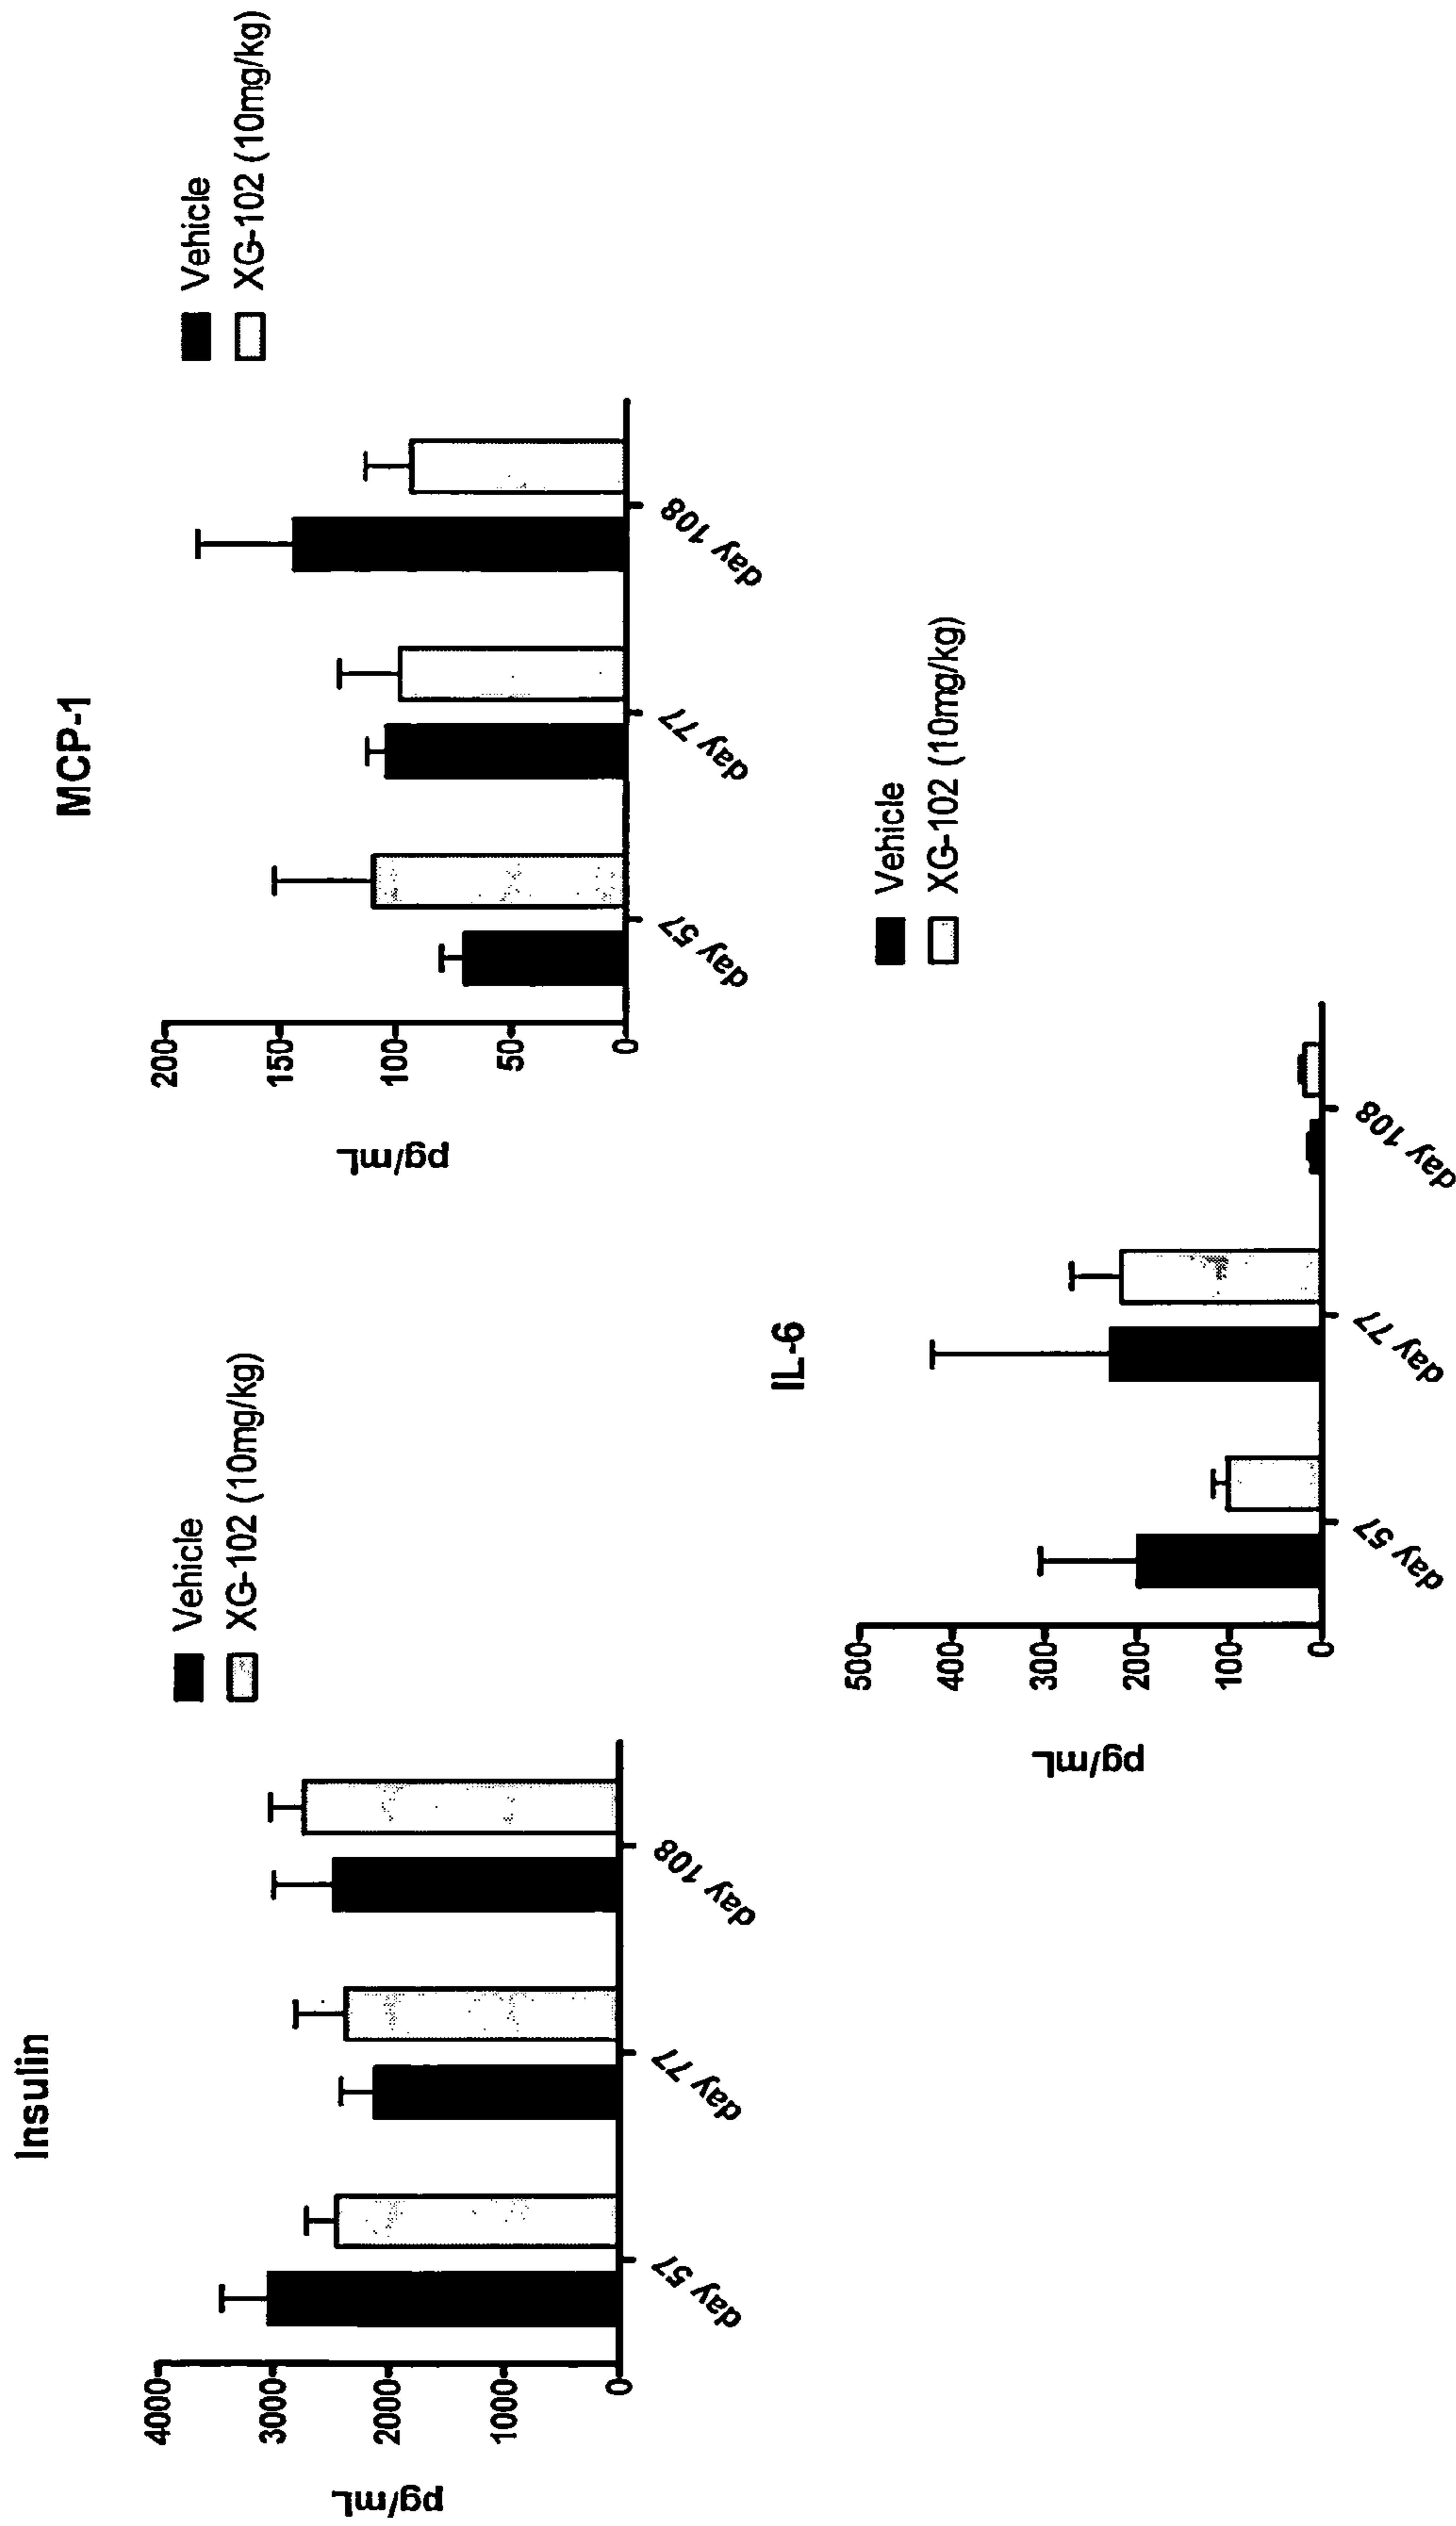 Insulin
Vehicle
XG-102 (10mg/kg)
pg/mL
4000
3000
2000
1000
0
day 57
day 77
day 108
MCP-1
Vehicle
XG-102 (10mg/kg)
pg/mL
200
150
100
50
0
day 57
day 77
day 108
IL-6
Vehicle
XG-102 (10mg/kg)
pg/mL
500
400
300
200
100
0
day 57
day 77
day 108